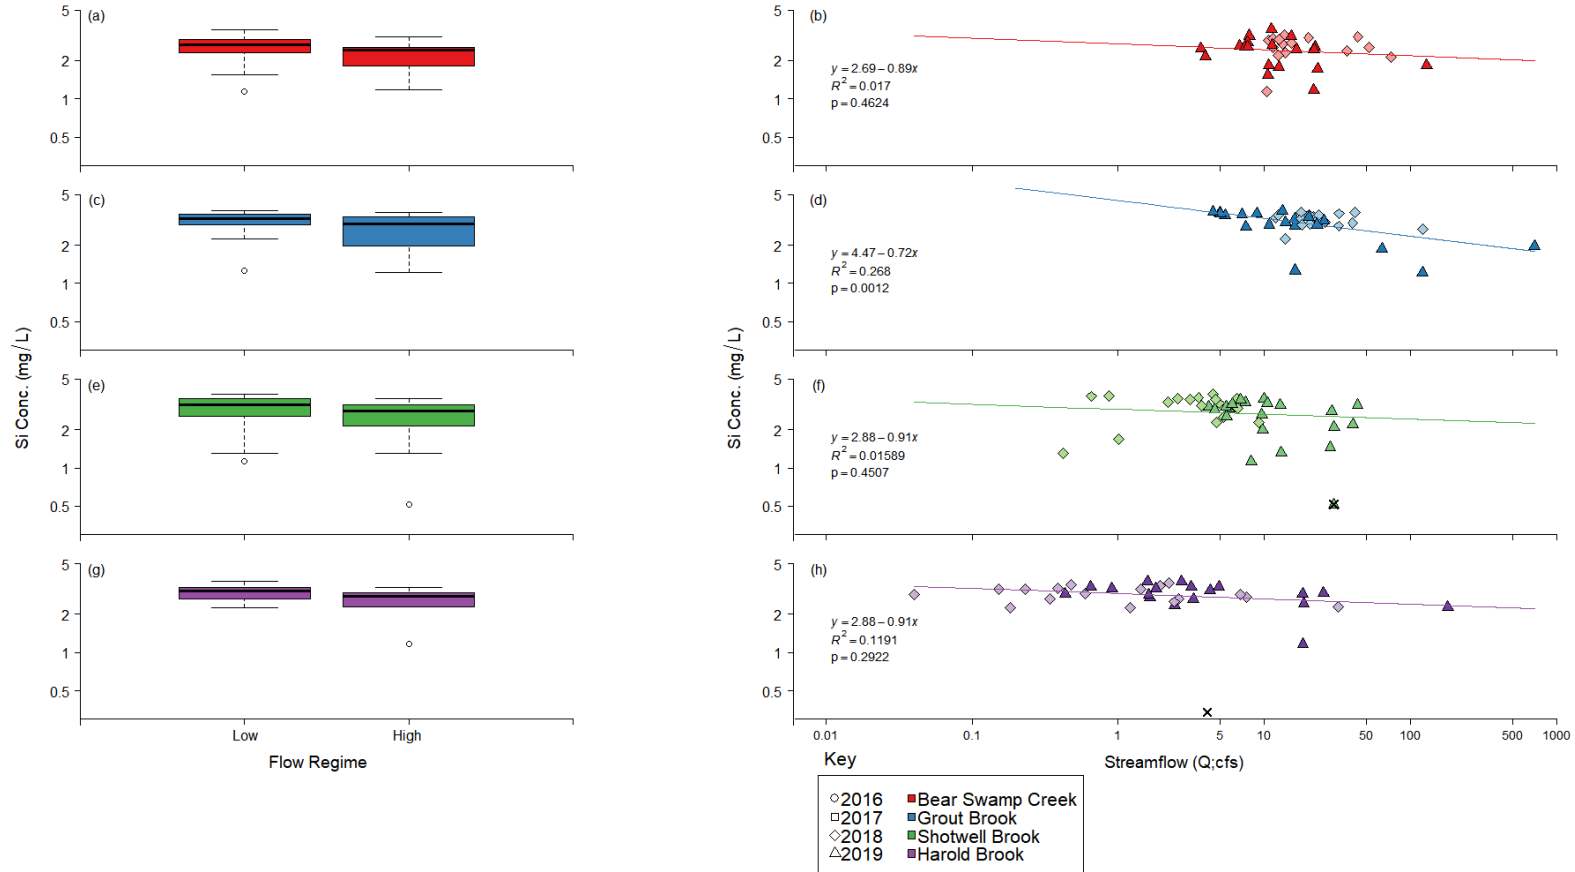 (a)
5
2
1
0.5
(b)
5
2
1
0.5
y = 2.69 − 0.89x
R² = 0.017
p = 0.4624
(c)
5
2
1
0.5
(d)
5
2
1
0.5
y = 4.47 − 0.72x
R² = 0.268
p = 0.0012
Si Conc. (mg/L)
Si Conc. (mg/L)
(e)
5
2
1
0.5
(f)
5
2
1
0.5
y = 2.88 − 0.91x
R² = 0.01589
p = 0.4507
(g)
5
2
1
0.5
(h)
5
2
1
0.5
y = 2.88 − 0.91x
R² = 0.1191
p = 0.2922
Low High
Flow Regime
0.01 0.1 1 5 10 50 100 500 1000
Streamflow (Q;cfs)
Key
2016 Bear Swamp Creek
2017 Grout Brook
2018 Shotwell Brook
2019 Harold Brook